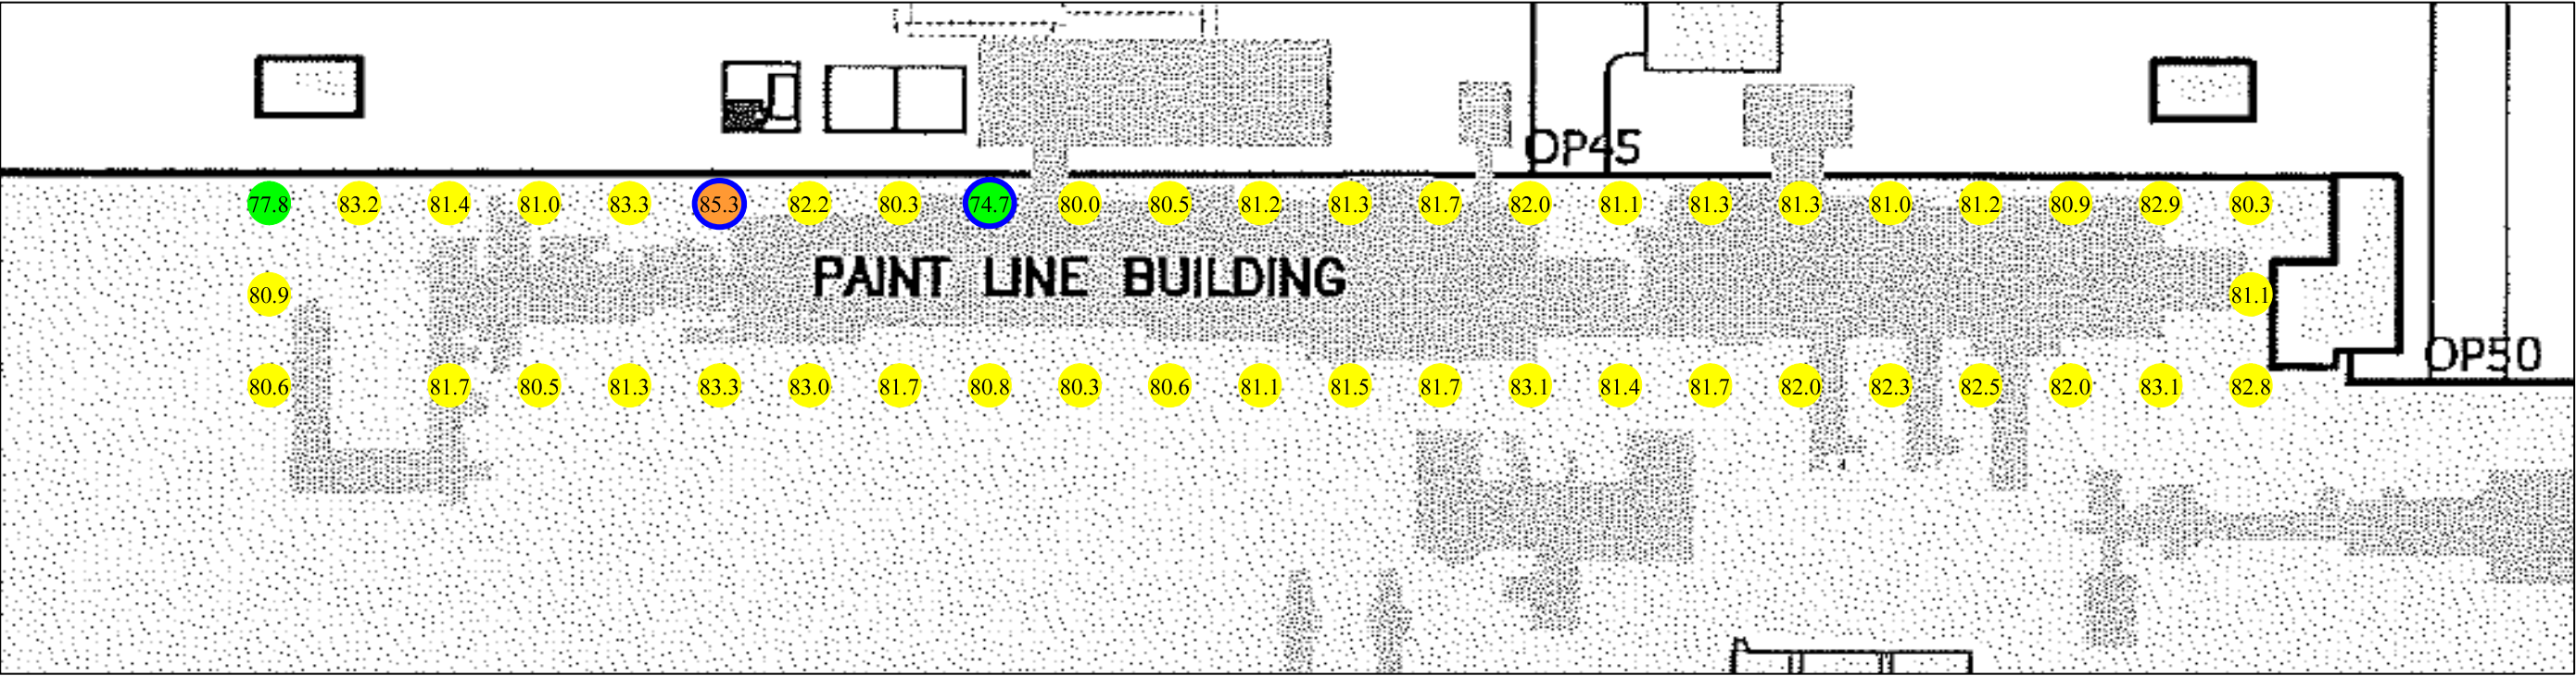 OP45
77.8 83.2 81.4 81.0 83.3 85.3 82.2 80.3 74.7 80.0 80.5 81.2 81.3 81.7 82.0 81.1 81.3 81.3 81.0 81.2 80.9 82.9 80.3
PAINT LINE BUILDING
80.9 81.1
OP50
80.6 81.7 80.5 81.3 83.3 83.0 81.7 80.8 80.3 80.6 81.1 81.5 81.7 83.1 81.4 81.7 82.0 82.3 82.5 82.0 83.1 82.8